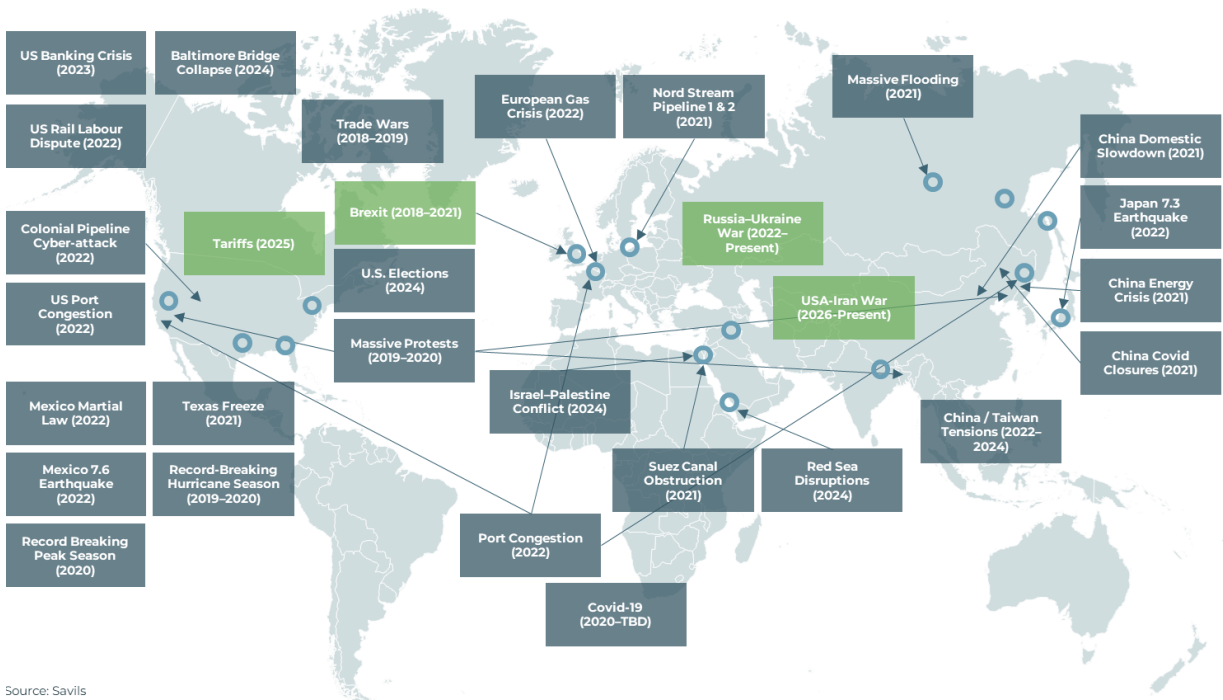 US Banking Crisis
(2023)
Baltimore Bridge
Collapse (2024)
US Rail Labour
Dispute (2022)
Trade Wars
(2018–2019)
European Gas
Crisis (2022)
Nord Stream
Pipeline 1 & 2
(2021)
Massive Flooding
(2021)
China Domestic
Slowdown (2021)
Colonial Pipeline
Cyber-attack
(2022)
Tariffs (2025)
Brexit (2018–2021)
Russia–Ukraine
War (2022–
Present)
Japan 7.3
Earthquake
(2022)
US Port
Congestion
(2022)
U.S. Elections
(2024)
USA-Iran War
(2026-Present)
China Energy
Crisis (2021)
Massive Protests
(2019–2020)
China Covid
Closures (2021)
Mexico Martial
Law (2022)
Texas Freeze
(2021)
Israel–Palestine
Conflict (2024)
China / Taiwan
Tensions (2022–
2024)
Mexico 7.6
Earthquake
(2022)
Record-Breaking
Hurricane Season
(2019–2020)
Suez Canal
Obstruction
(2021)
Red Sea
Disruptions
(2024)
Record Breaking
Peak Season
(2020)
Port Congestion
(2022)
Covid-19
(2020–TBD)
Source: Savils